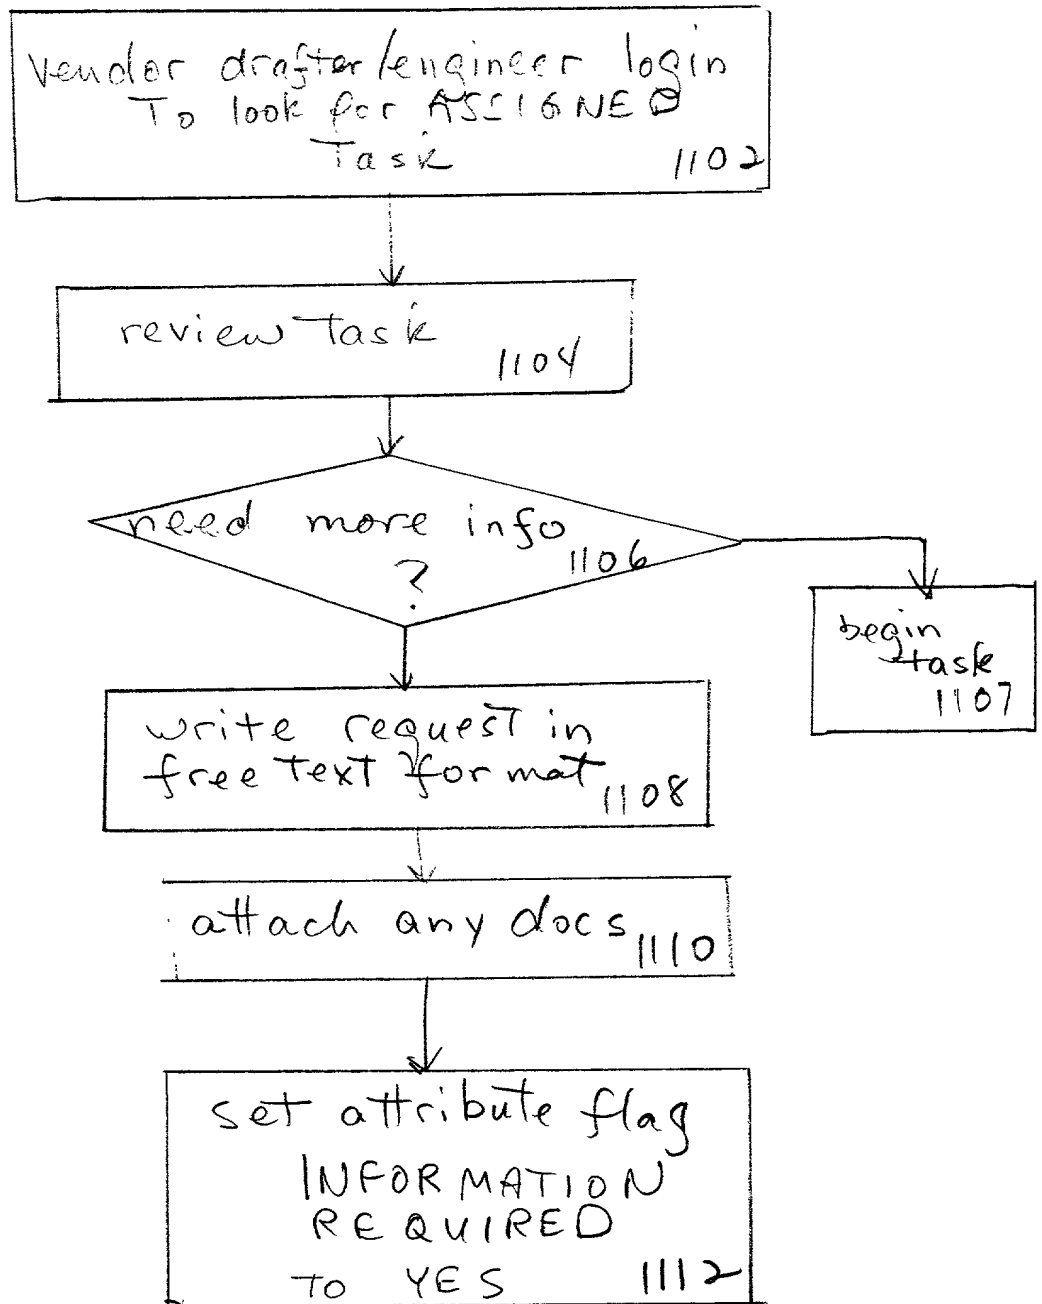 Vendor drafter/engineer login
To look for ASSIGNED
Task
1102
review Task
1104
need more info
?
1106
begin
task
1107
write request in
free text format
1108
attach any docs
1110
set attribute flag
INFORMATION
REQUIRED
TO YES
1112